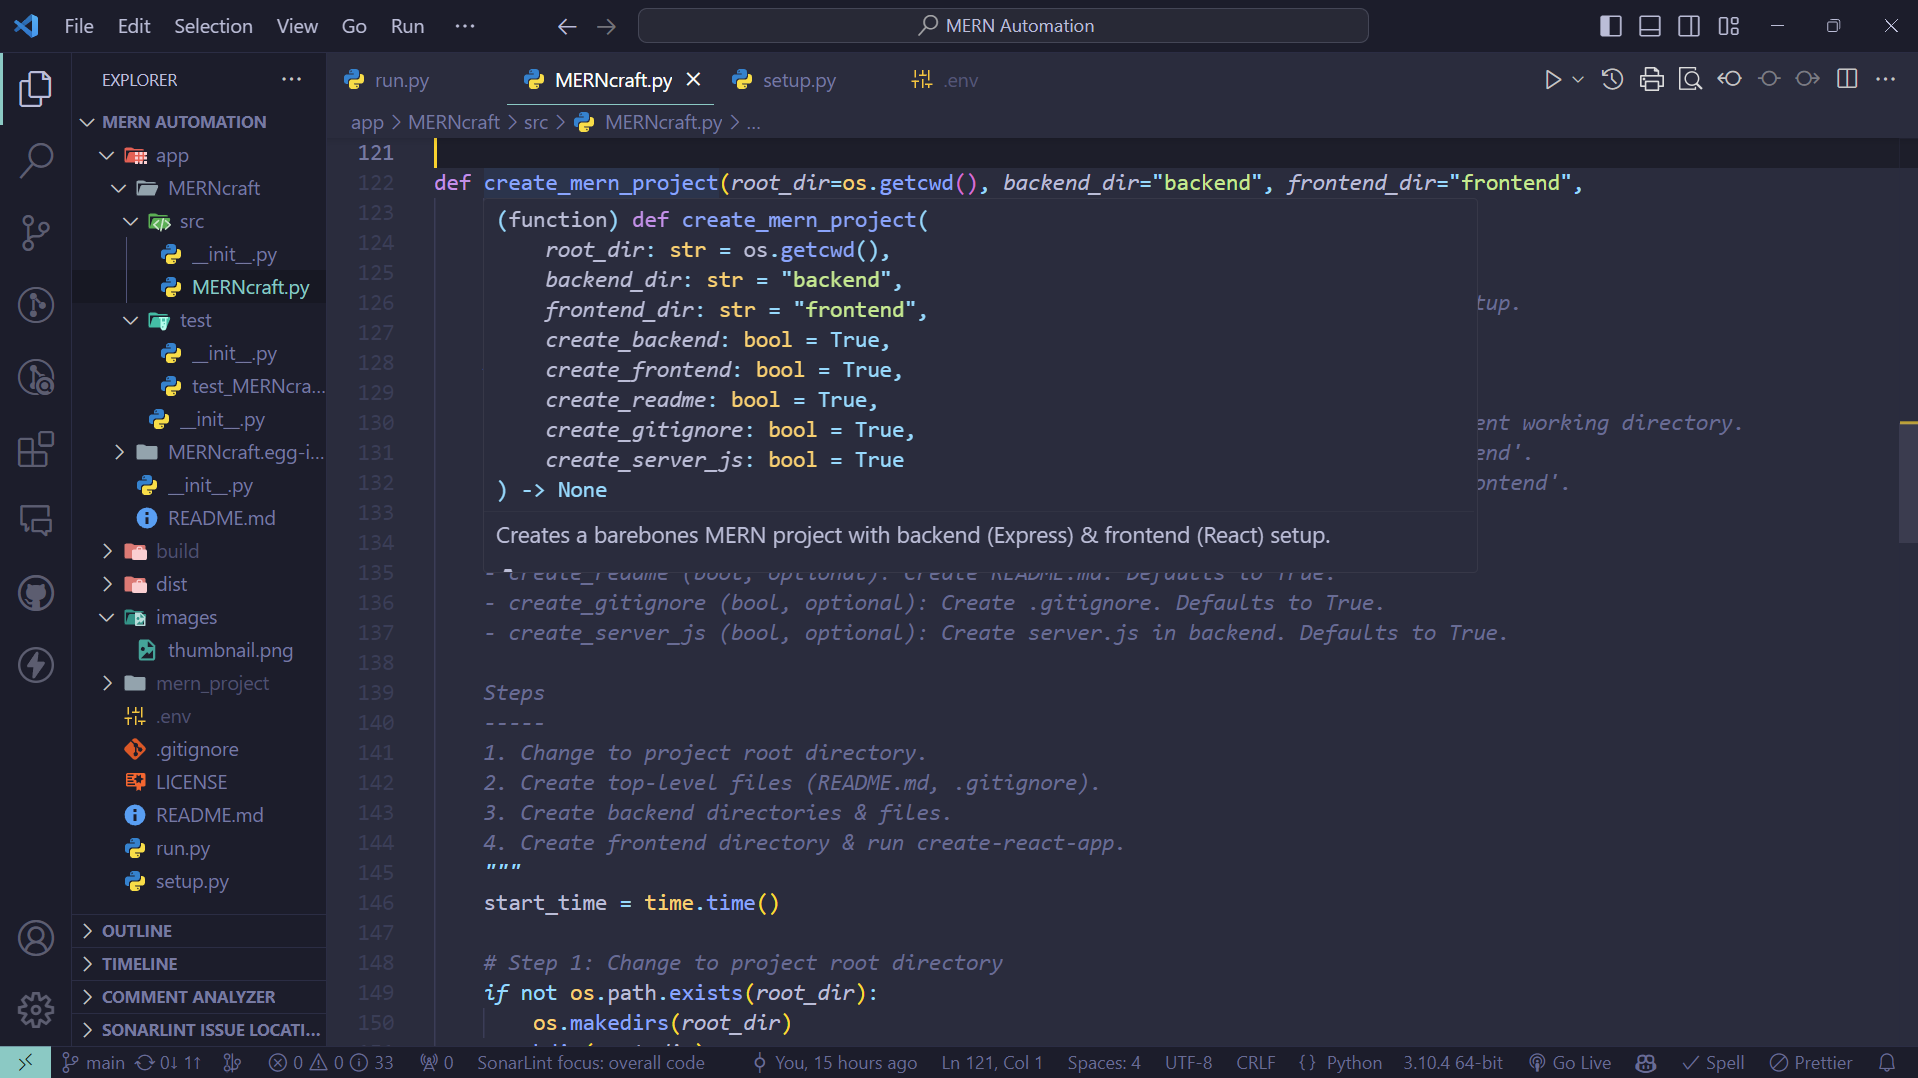 File Edit Selection View Go Run ···
MERN Automation
EXPLORER
MERN AUTOMATION
app
MERNcraft
src
__init__.py
MERNcraft.py
test
__init__.py
test_MERNcra...
__init__.py
MERNcraft.egg-i...
__init__.py
README.md
build
dist
images
thumbnail.png
mern_project
.env
.gitignore
LICENSE
README.md
run.py
setup.py
OUTLINE
TIMELINE
COMMENT ANALYZER
SONARLINT ISSUE LOCATI...
run.py MERNcraft.py setup.py .env
app > MERNcraft > src > MERNcraft.py > ...
121
122 def create_mern_project(root_dir=os.getcwd(), backend_dir="backend", frontend_dir="frontend",
123 (function) def create_mern_project(
124 root_dir: str = os.getcwd(),
125 backend_dir: str = "backend",
126 frontend_dir: str = "frontend", tup.
127 create_backend: bool = True,
128 create_frontend: bool = True,
129 create_readme: bool = True,
130 create_gitignore: bool = True, ent working directory.
131 create_server_js: bool = True end'.
132 ) -> None ontend'.
133
134 Creates a barebones MERN project with backend (Express) & frontend (React) setup.
135 - create_readme (bool, optional): Create README.md. Defaults to True.
136 - create_gitignore (bool, optional): Create .gitignore. Defaults to True.
137 - create_server_js (bool, optional): Create server.js in backend. Defaults to True.
138
139 Steps
140 -----
141 1. Change to project root directory.
142 2. Create top-level files (README.md, .gitignore).
143 3. Create backend directories & files.
144 4. Create frontend directory & run create-react-app.
145 """
146 start_time = time.time()
147
148 # Step 1: Change to project root directory
149 if not os.path.exists(root_dir):
150 os.makedirs(root_dir)
main 0↓ 1↑ 0 0 33 0 SonarLint focus: overall code You, 15 hours ago Ln 121, Col 1 Spaces: 4 UTF-8 CRLF {} Python 3.10.4 64-bit Go Live Spell Prettier